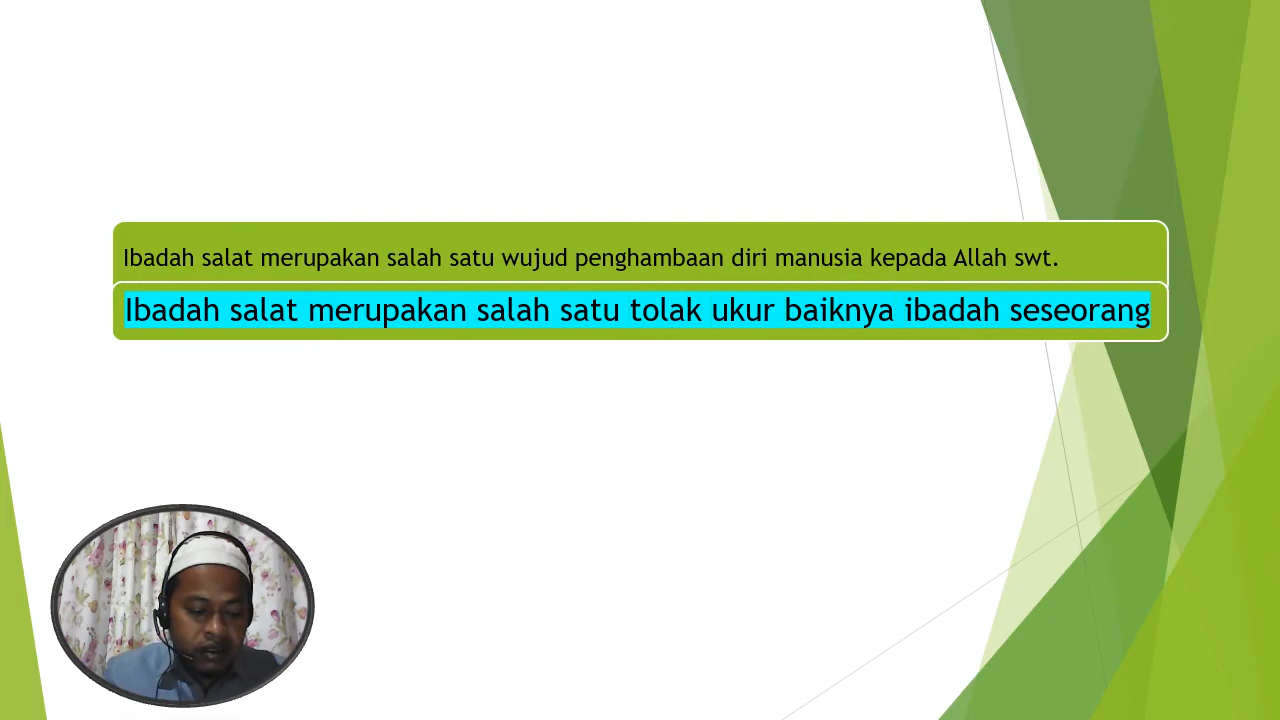 Ibadah salat merupakan salah satu wujud penghambaan diri manusia kepada Allah swt.
Ibadah salat merupakan salah satu tolak ukur baiknya ibadah seseorang